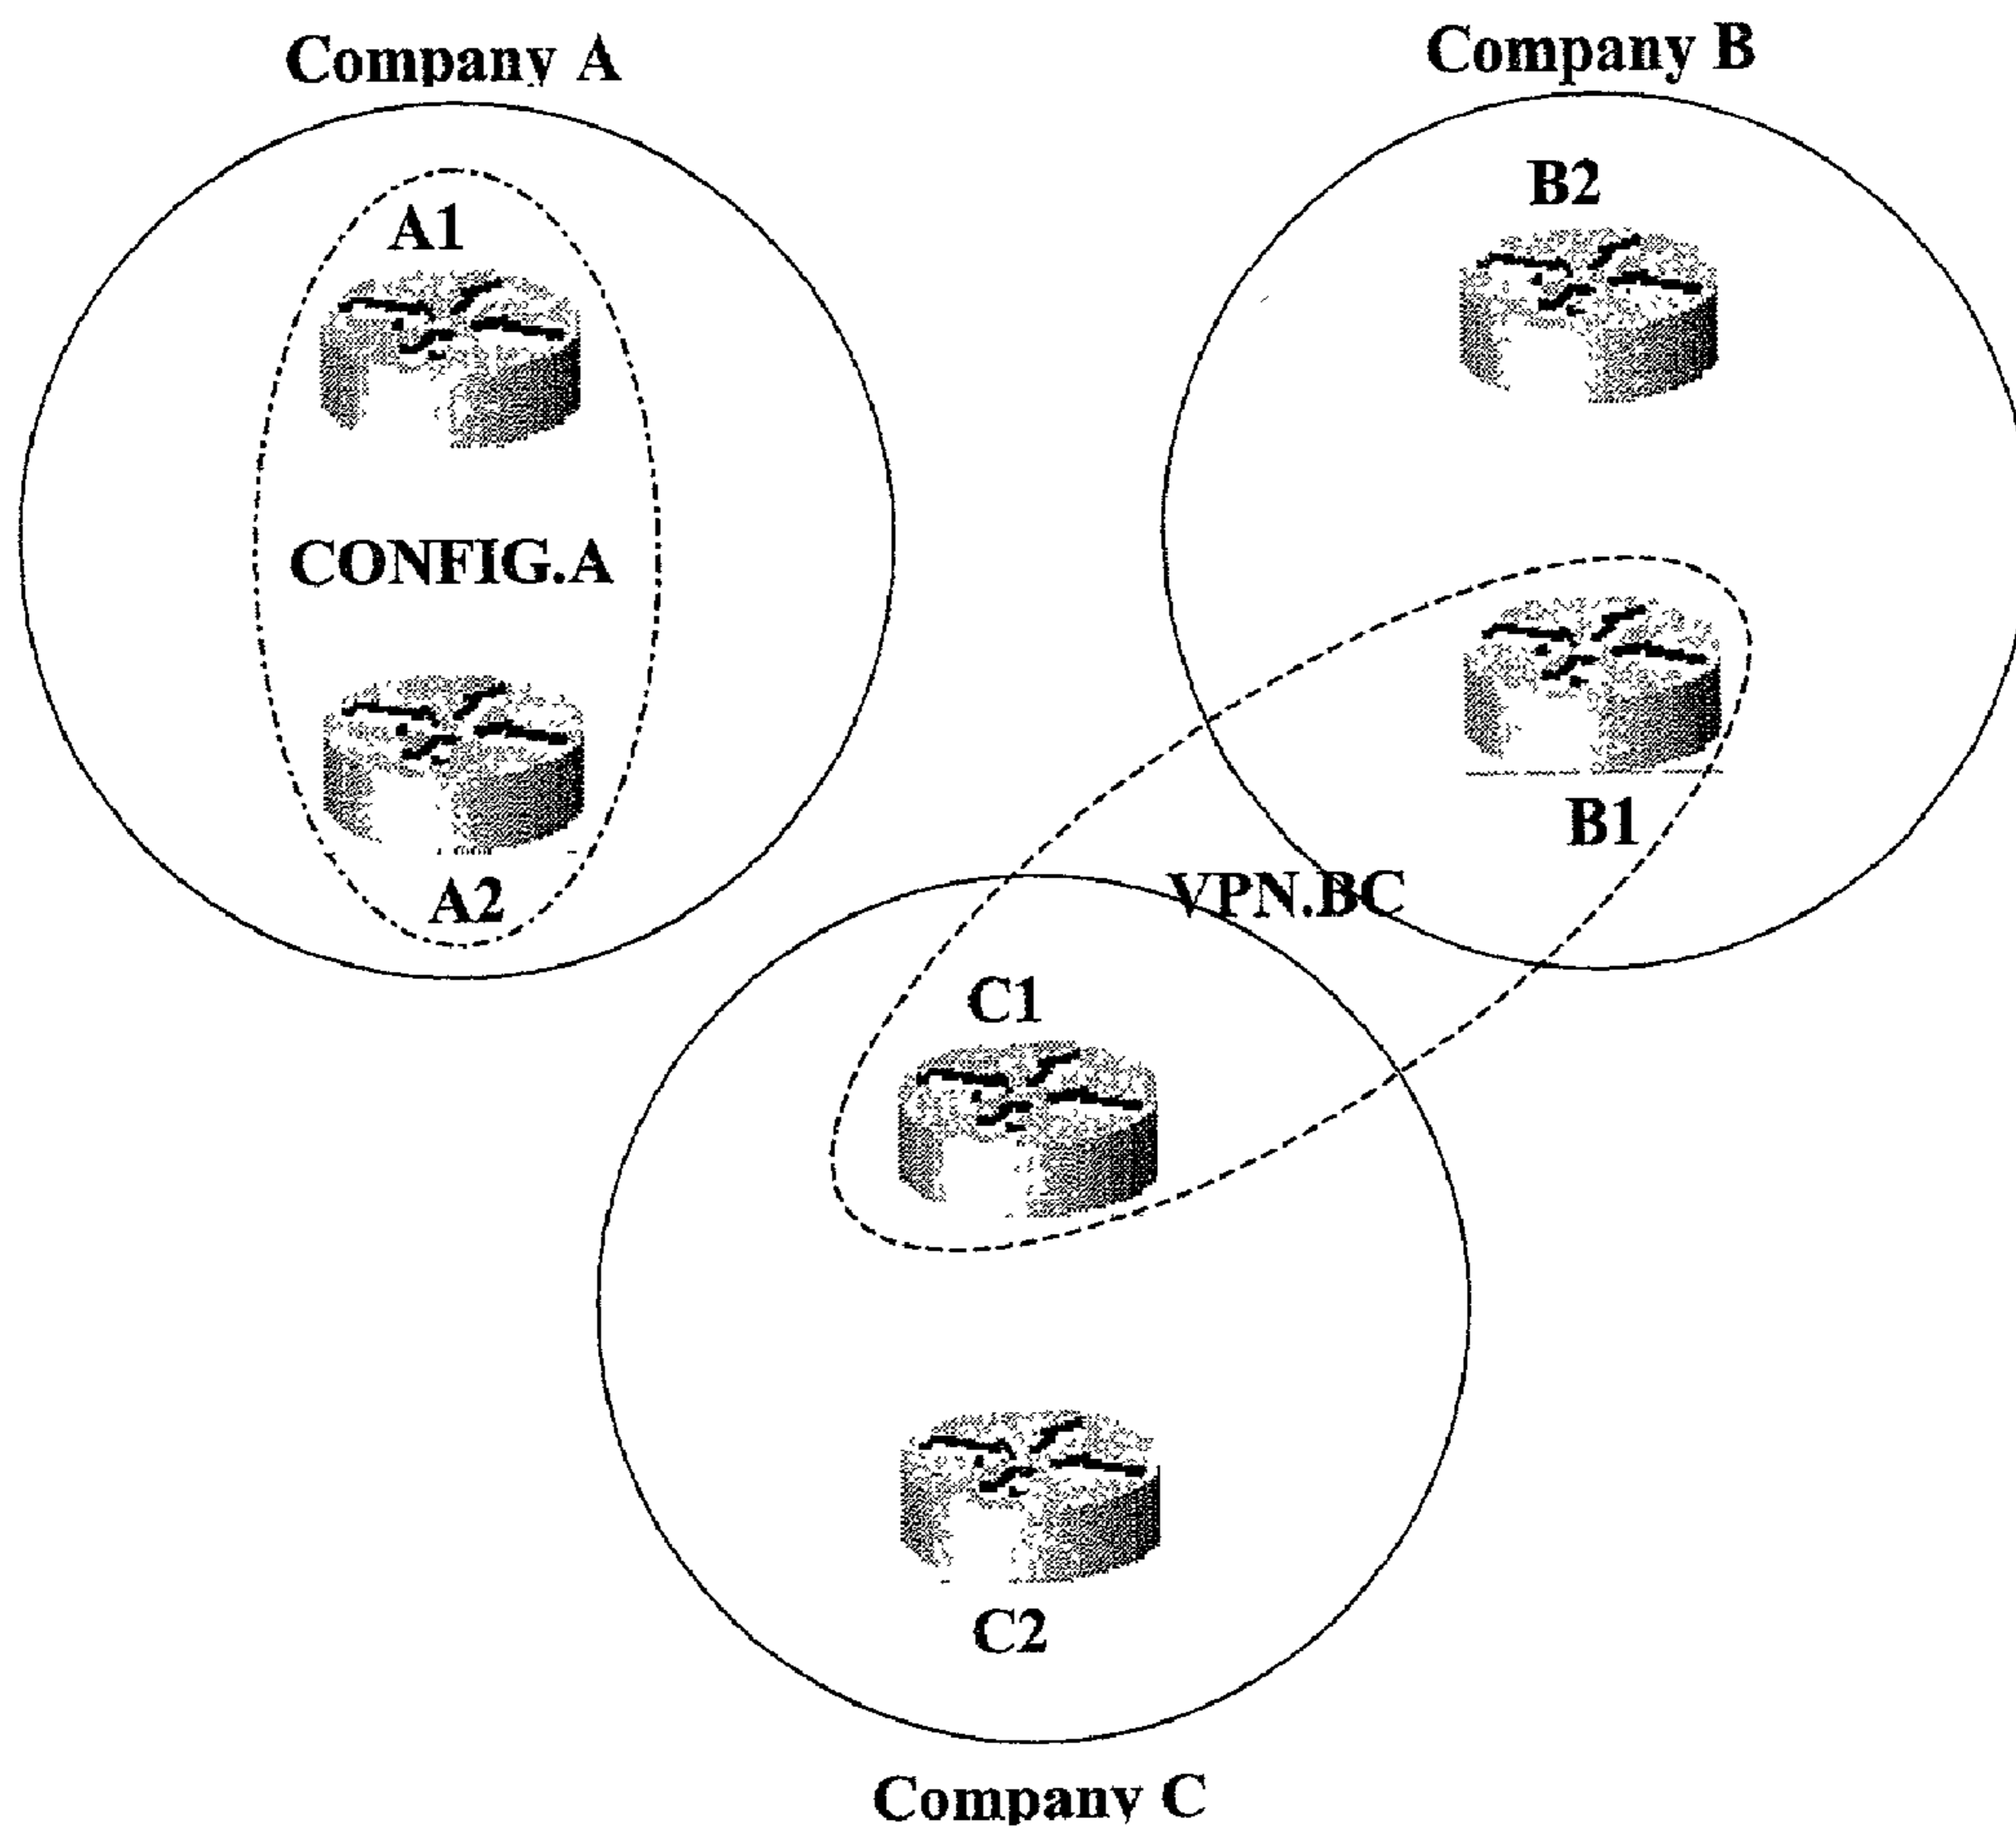 Company A
Company B
A1
B2
CONFIG.A
A2
B1
VPN.BC
C1
C2
Company C